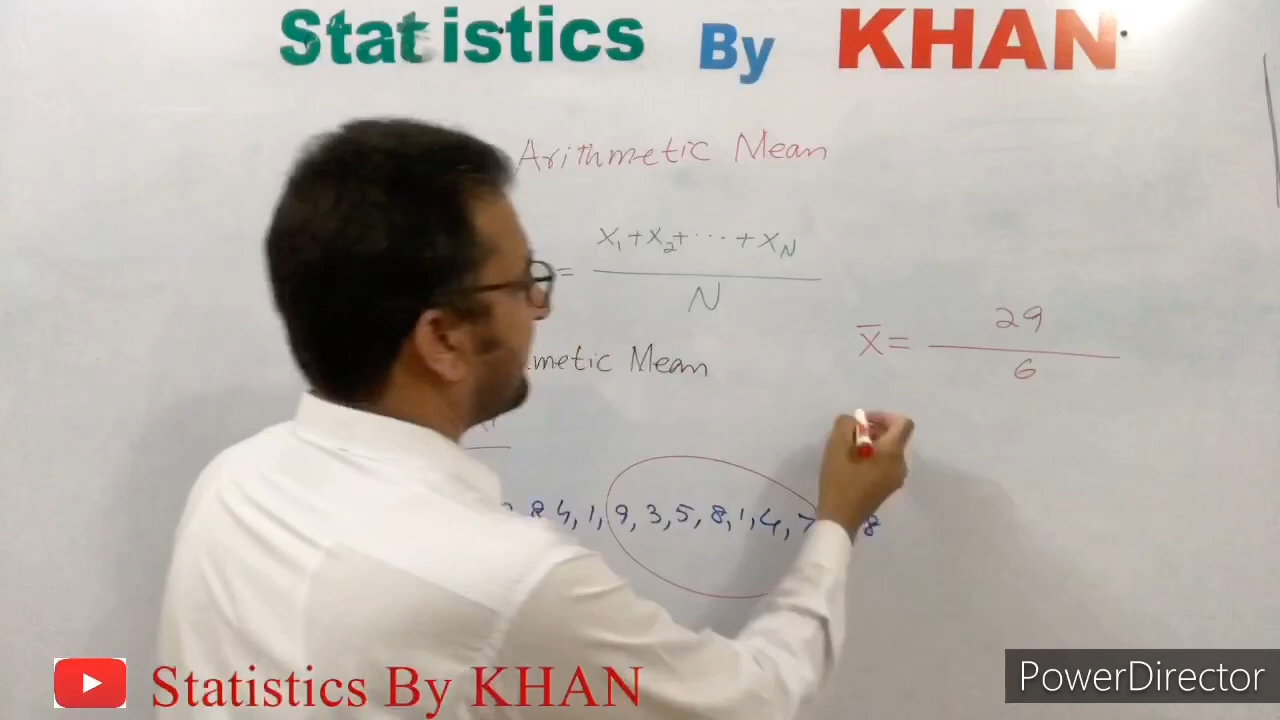 Statistics By KHAN
Arithmetic Mean
= X₁+X₂+⋯+X_N
N
X̄ = 29
6
metic Mean
8 4, 1, 9, 3, 5, 8, 1, 4, 7 8
Statistics By KHAN
PowerDirector